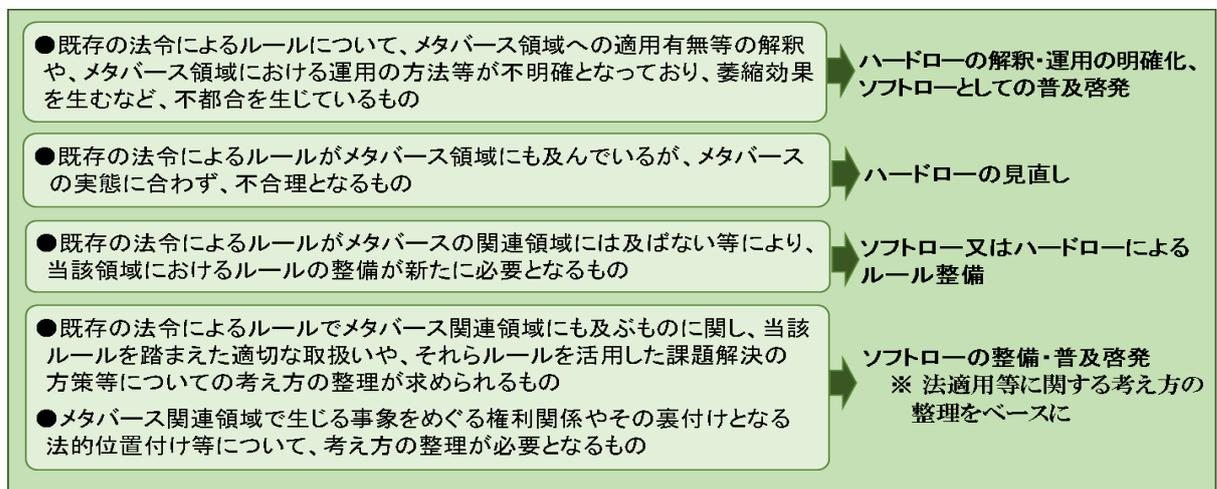 ●既存の法令によるルールについて、メタバース領域への適用有無等の解釈
や、メタバース領域における運用の方法等が不明確となっており、萎縮効果
を生むなど、不都合を生じているもの
ハードローの解釈・運用の明確化、
ソフトローとしての普及啓発
●既存の法令によるルールがメタバース領域にも及んでいるが、メタバース
の実態に合わず、不合理となるもの
ハードローの見直し
●既存の法令によるルールがメタバースの関連領域には及ばない等により、
当該領域におけるルールの整備が新たに必要となるもの
ソフトロー又はハードローによる
ルール整備
●既存の法令によるルールでメタバース関連領域にも及ぶものに関し、当該
ルールを踏まえた適切な取扱いや、それらルールを活用した課題解決の
方策等についての考え方の整理が求められるもの
●メタバース関連領域で生じる事象をめぐる権利関係やその裏付けとなる
法的位置付け等について、考え方の整理が必要となるもの
ソフトローの整備・普及啓発
※ 法適用等に関する考え方の
整理をベースに